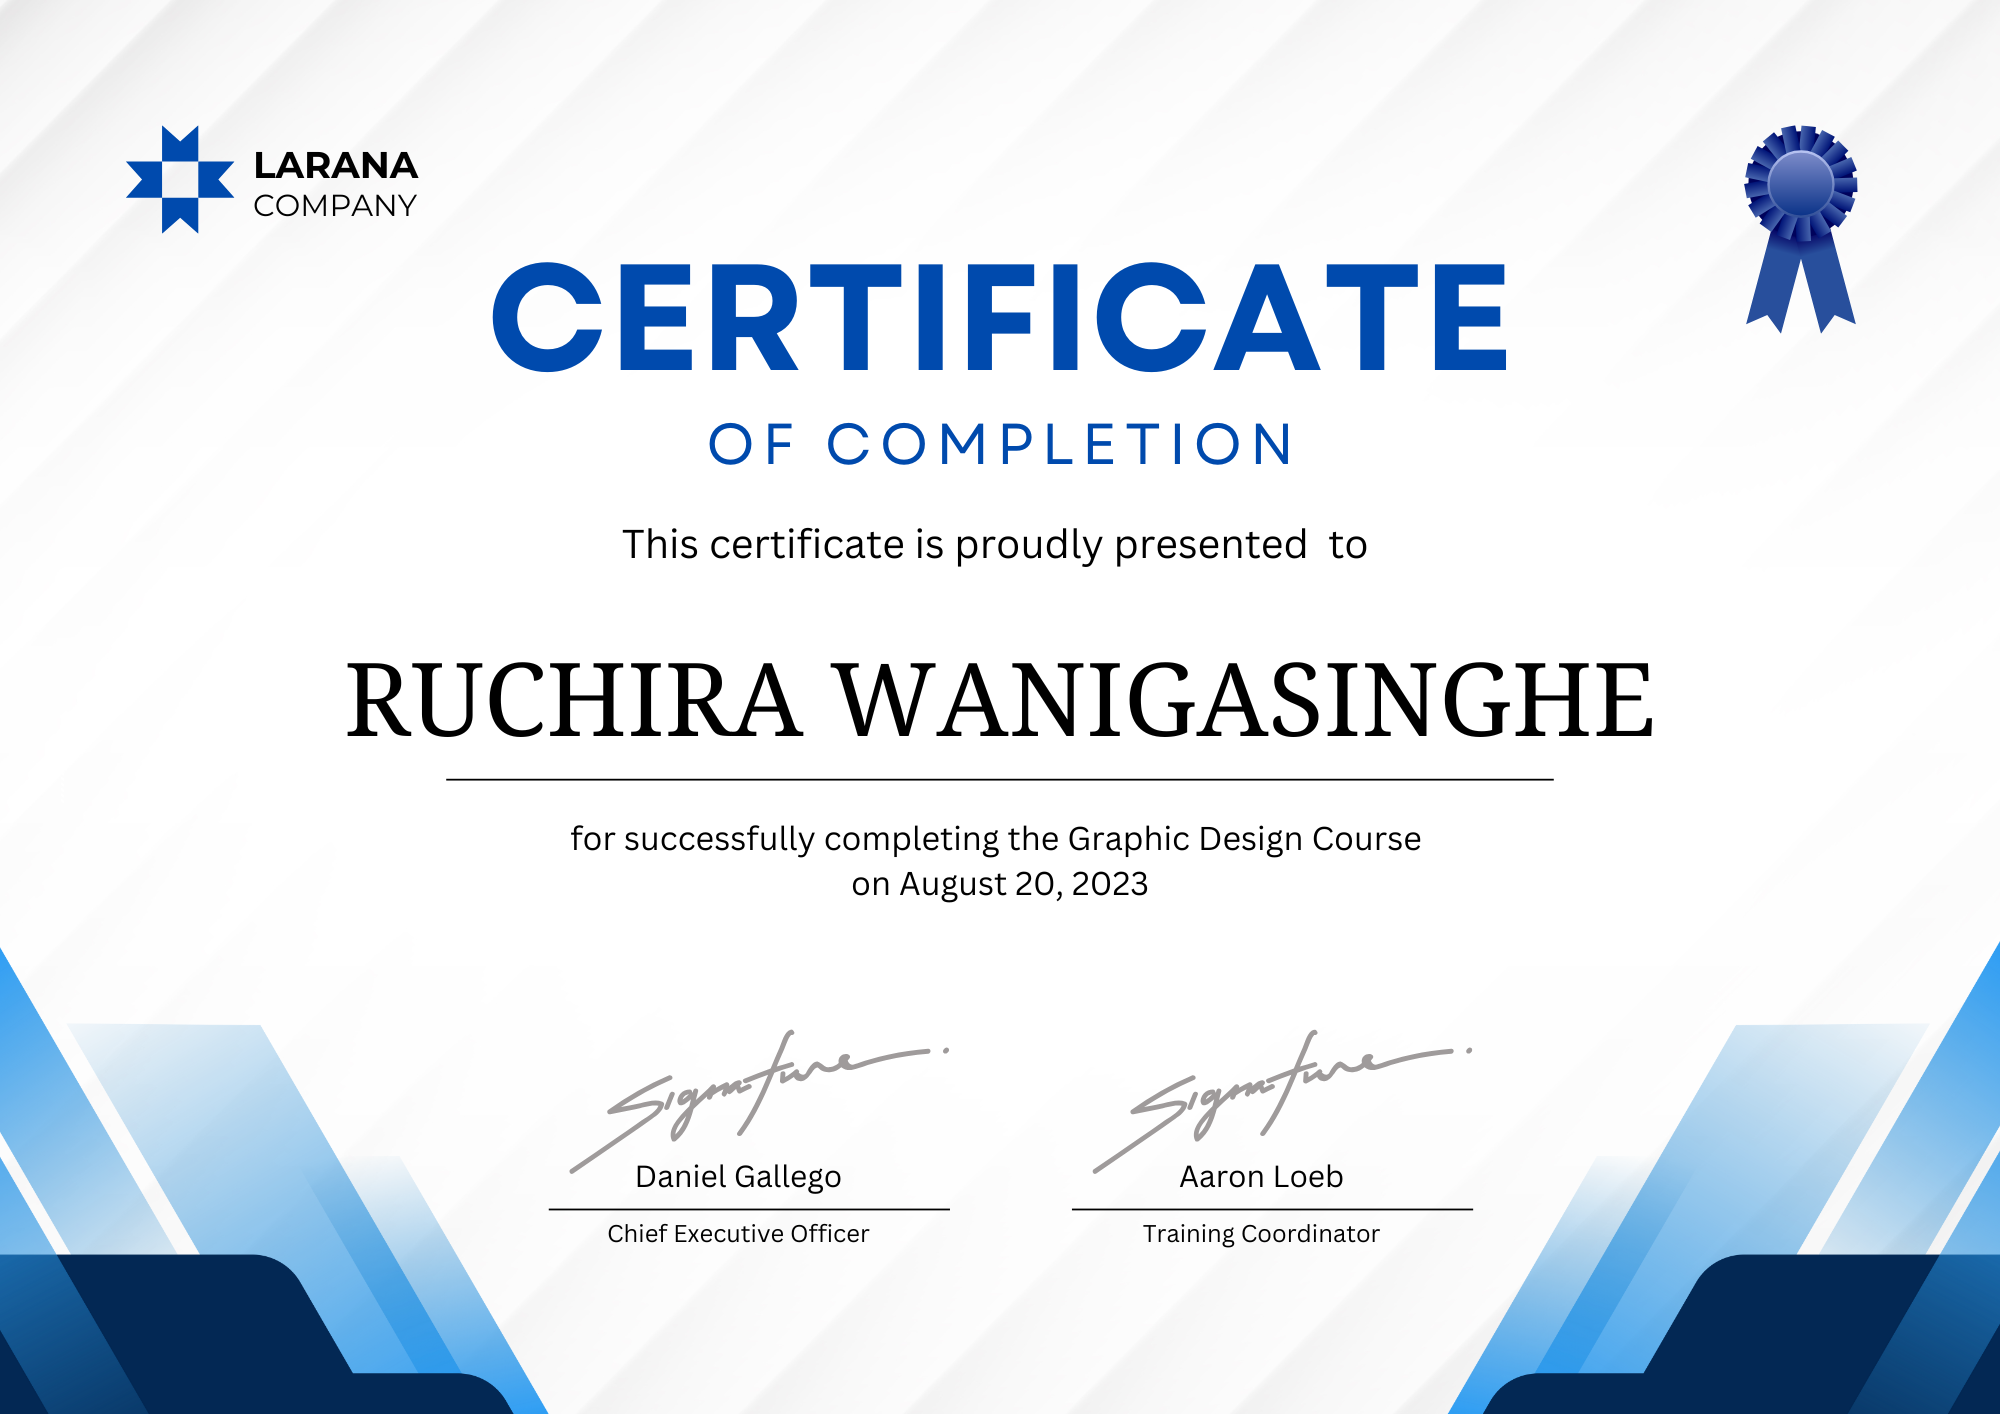 LARANA
COMPANY
CERTIFICATE
OF COMPLETION
This certificate is proudly presented  to
RUCHIRA WANIGASINGHE
for successfully completing the Graphic Design Course
on August 20, 2023
Signature
Signature
Daniel Gallego
Aaron Loeb
Chief Executive Officer
Training Coordinator